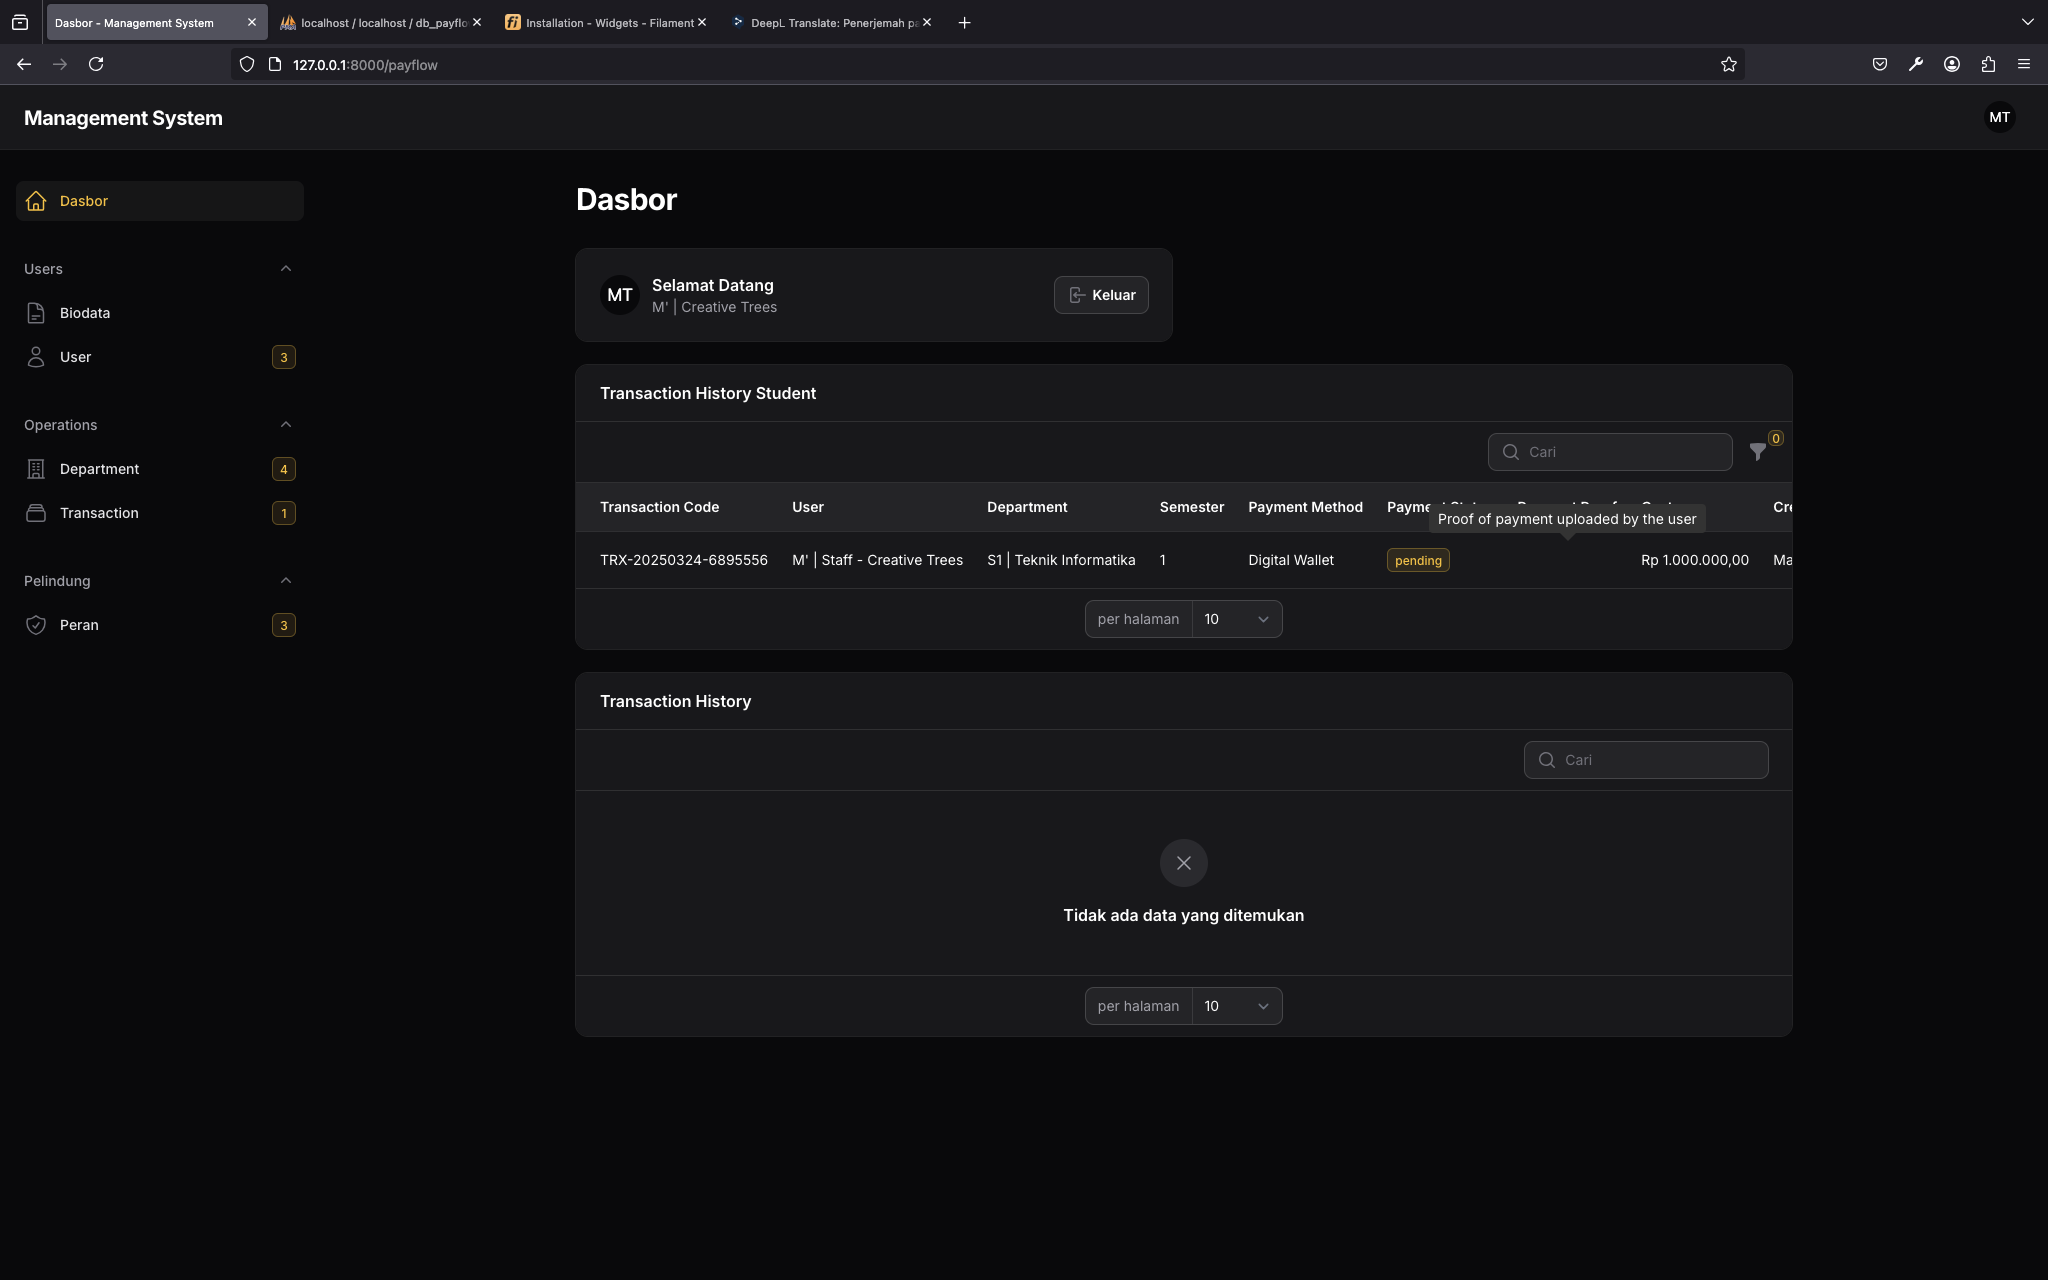 Dasbor - Management System
localhost / localhost / db_payflo
Installation - Widgets - Filament
DeepL Translate: Penerjemah pa
127.0.0.1:8000/payflow
Management System
MT
Dasbor
Users
Biodata
User 3
Operations
Department 4
Transaction 1
Pelindung
Peran 3
Dasbor
MT
Selamat Datang
M' | Creative Trees
Keluar
Transaction History Student
Cari
0
Transaction Code User Department Semester Payment Method Payme Cre
Proof of payment uploaded by the user
TRX-20250324-6895556 M' | Staff - Creative Trees S1 | Teknik Informatika 1 Digital Wallet pending Rp 1.000.000,00 Ma
per halaman 10
Transaction History
Cari
Tidak ada data yang ditemukan
per halaman 10